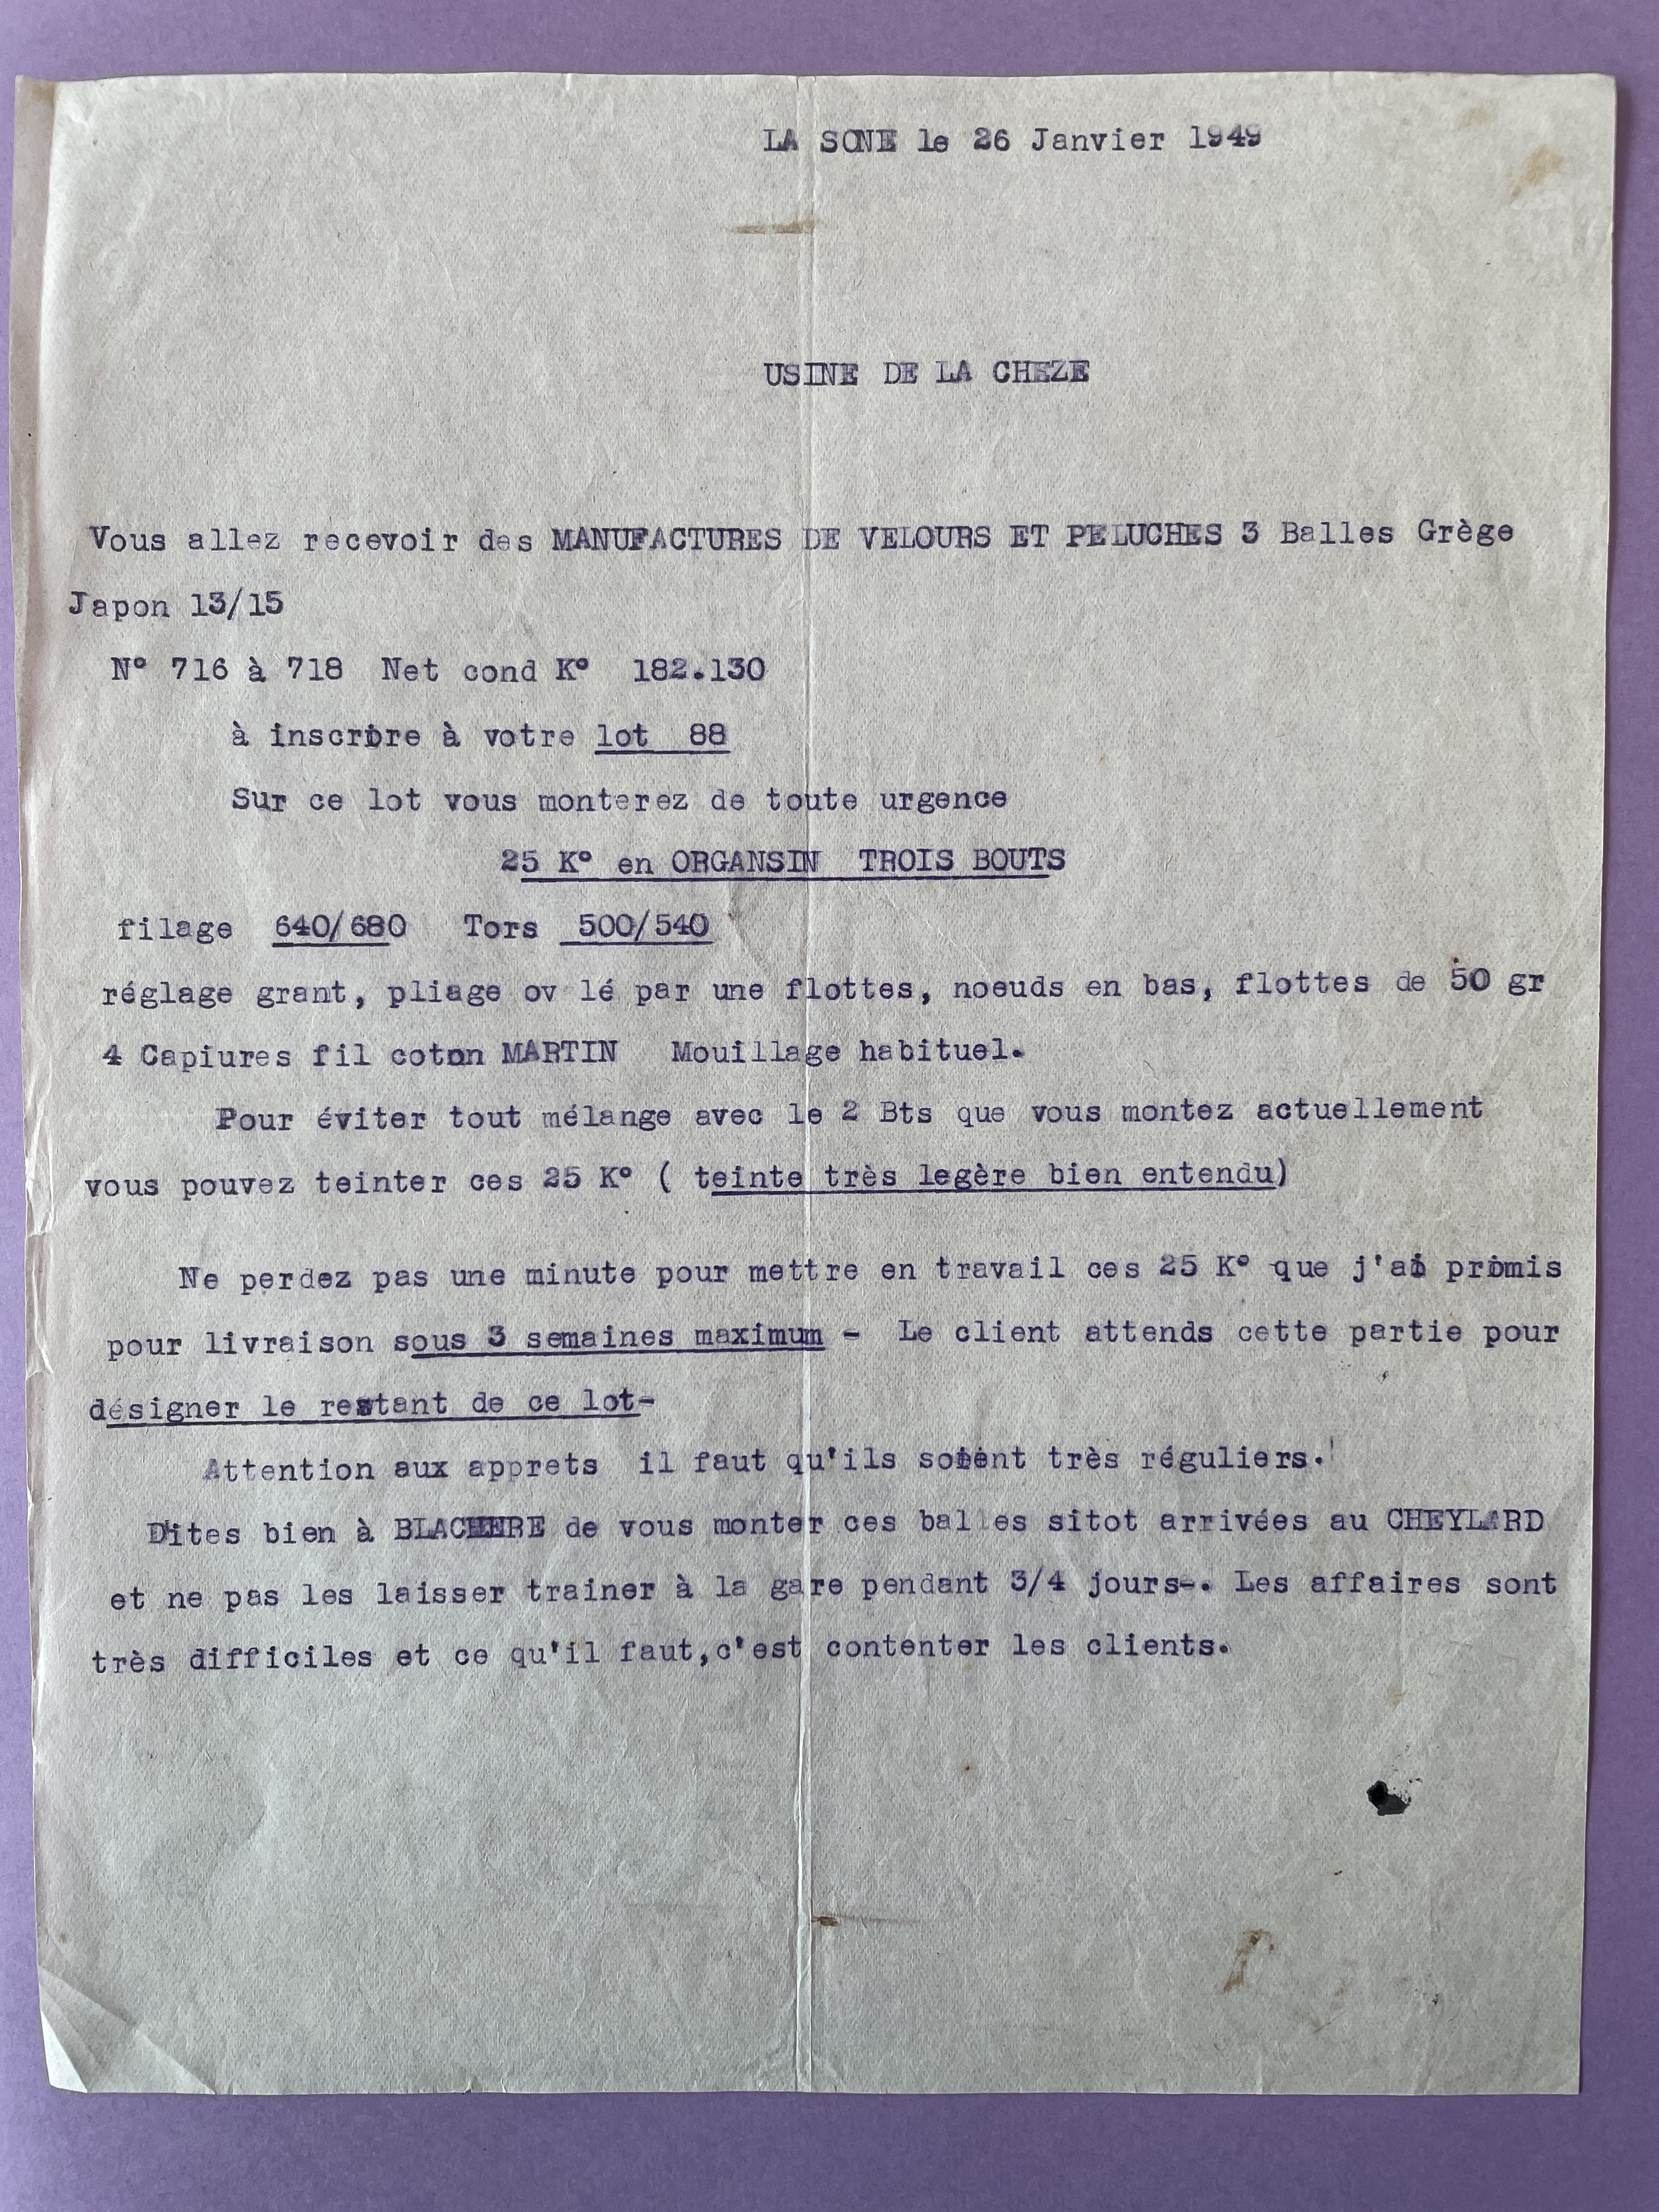 LA SONE le 26 Janvier 1949
USINE DE LA CHEZE
Vous allez recevoir des MANUFACTURES DE VELOURS ET PELUCHES 3 Balles Grège
Japon 13/15
N° 716 à 718 Net cond K° 182.130
à inscrire à votre lot 88
Sur ce lot vous monterez de toute urgence
25 K° en ORGANSIN TROIS BOUTS
filage 640/680 Tors 500/540
réglage grant, pliage ov lé par une flottes, noeuds en bas, flottes de 50 gr
4 Capiures fil coton MARTIN Mouillage habituel.
Pour éviter tout mélange avec le 2 Bts que vous montez actuellement
vous pouvez teinter ces 25 K° ( teinte très legère bien entendu)
Ne perdez pas une minute pour mettre en travail ces 25 K° que j'ai promis
pour livraison sous 3 semaines maximum - Le client attends cette partie pour
désigner le restant de ce lot-
Attention aux apprets il faut qu'ils soient très réguliers.
Dites bien à BLACHERE de vous monter ces balles sitot arrivées au CHEYLARD
et ne pas les laisser trainer à la gare pendant 3/4 jours-. Les affaires sont
très difficiles et ce qu'il faut,c'est contenter les clients.